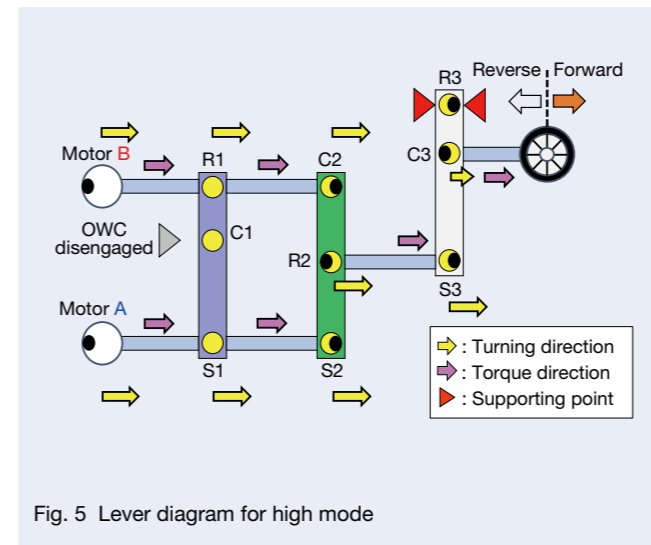 R3
Reverse
Forward
Motor B
R1
C2
C3
OWC
disengaged
C1
R2
Motor A
S3
S1
S2
: Turning direction
: Torque direction
: Supporting point
Fig. 5 Lever diagram for high mode